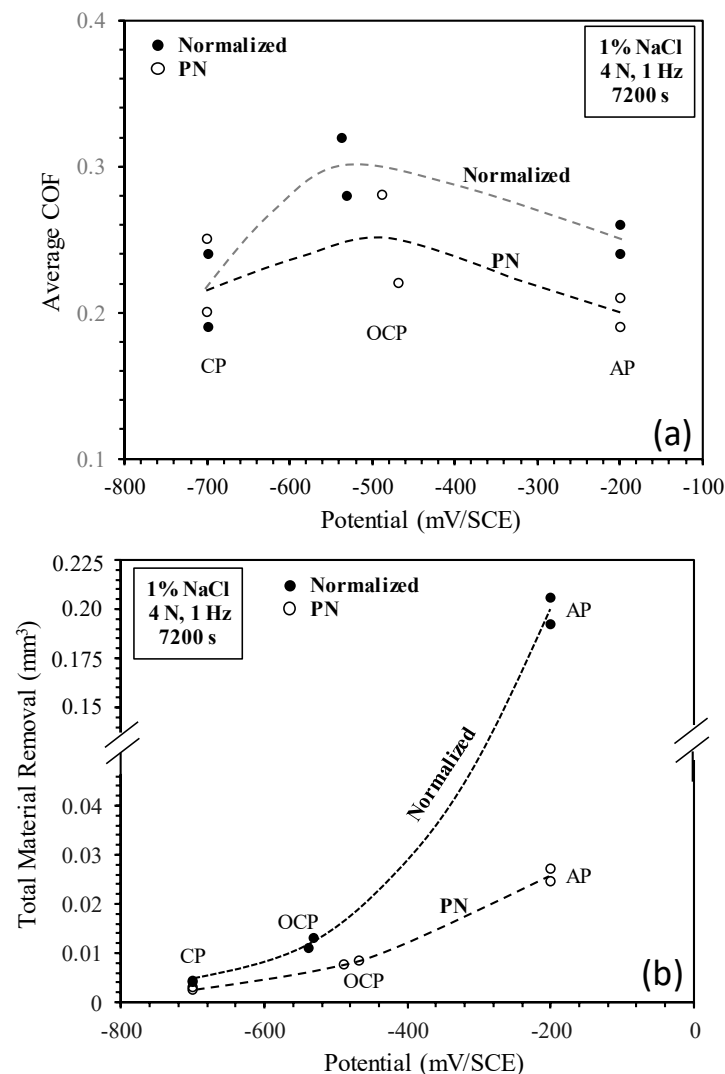 0.4
Normalized
PN
1% NaCl
4 N, 1 Hz
7200 s
0.3
Normalized
PN
0.2
CP
OCP
AP
0.1
(a)
-800 -700 -600 -500 -400 -300 -200 -100
Potential (mV/SCE)
Average COF
0.225
1% NaCl
4 N, 1 Hz
7200 s
Normalized
PN
0.20
AP
0.175
0.15
Normalized
0.04
0.03
PN
AP
0.02
OCP
0.01
CP
OCP
(b)
0
-800 -600 -400 -200 0
Potential (mV/SCE)
Total Material Removal (mm³)